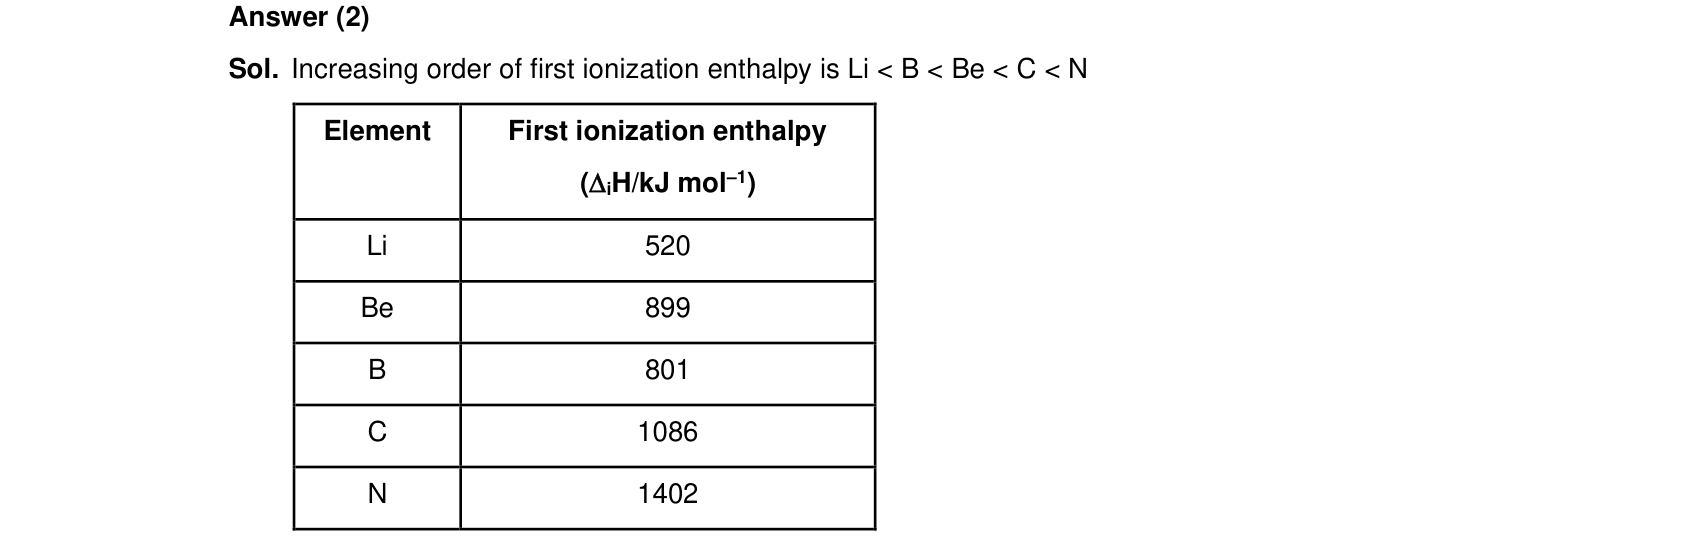 Answer (2)
Sol. Increasing order of first ionization enthalpy is Li < B < Be < C < N
Element First ionization enthalpy
(ΔᵢH/kJ mol⁻¹)
Li 520
Be 899
B 801
C 1086
N 1402